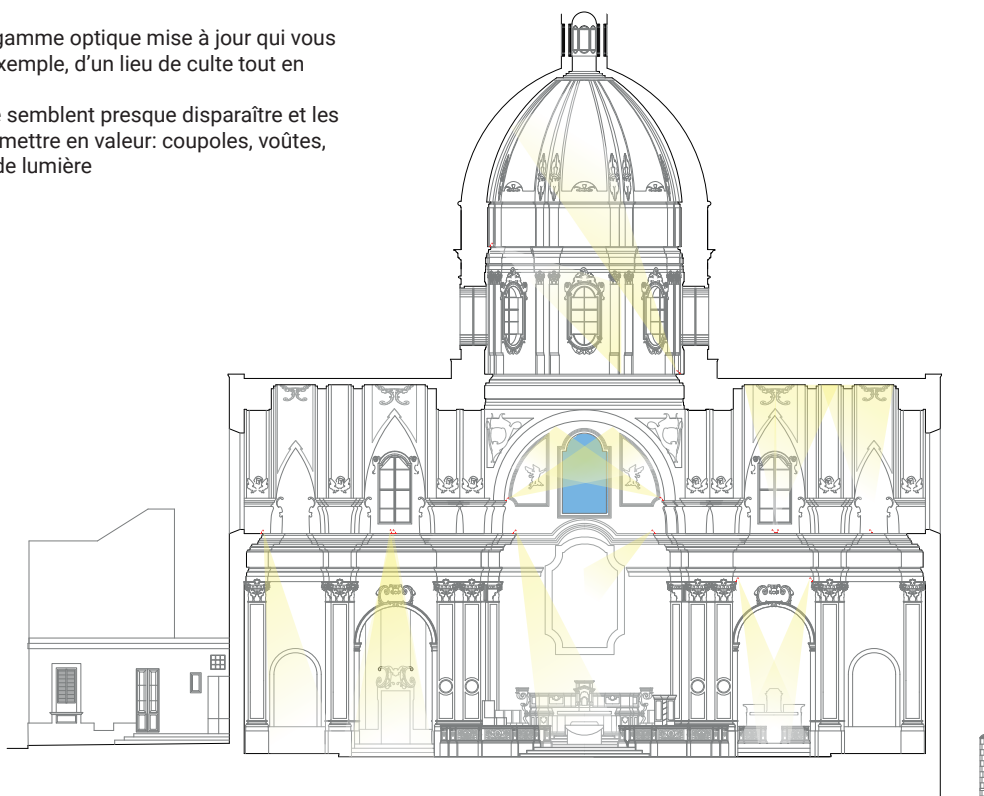 gamme optique mise à jour qui vous
xemple, d’un lieu de culte tout en
semblent presque disparaître et les
mettre en valeur: coupoles, voûtes,
de lumière